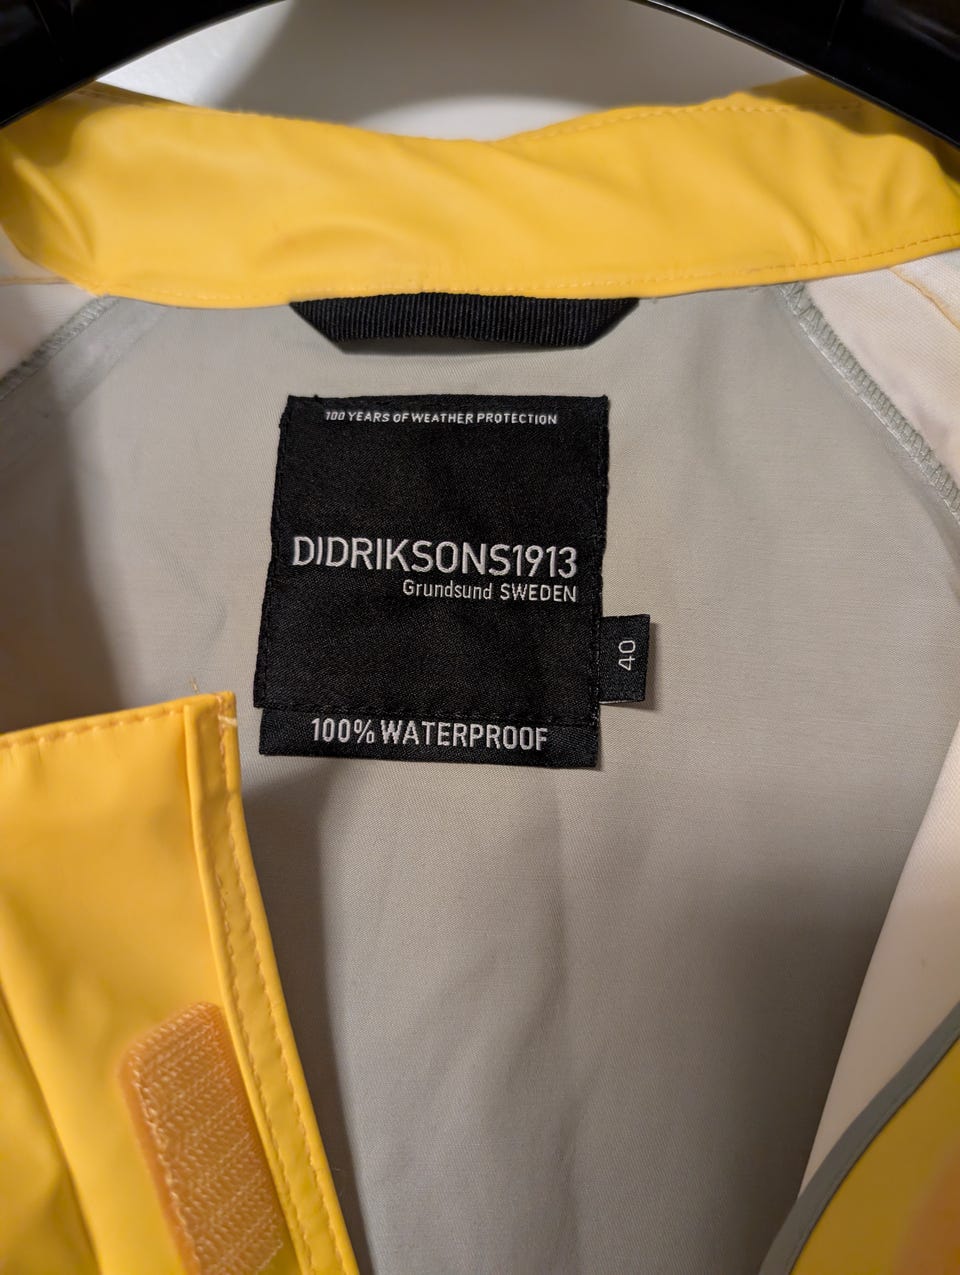 100 YEARS OF WEATHER PROTECTION
DIDRIKSONS1913
Grundsund SWEDEN
40
100% WATERPROOF